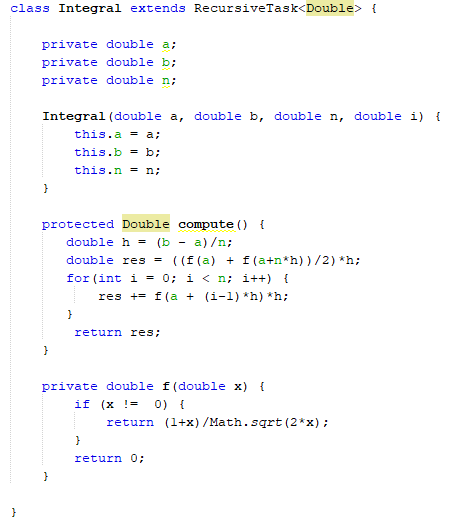 class Integral extends RecursiveTask<Double> {
private double a;
private double b;
private double n;
Integral(double a, double b, double n, double i) {
this.a = a;
this.b = b;
this.n = n;
}
protected Double compute() {
double h = (b - a)/n;
double res = ((f(a) + f(a+n*h))/2)*h;
for(int i = 0; i < n; i++) {
res += f(a + (i-1)*h)*h;
}
return res;
}
private double f(double x) {
if (x != 0) {
return (1+x)/Math.sqrt(2*x);
}
return 0;
}
}